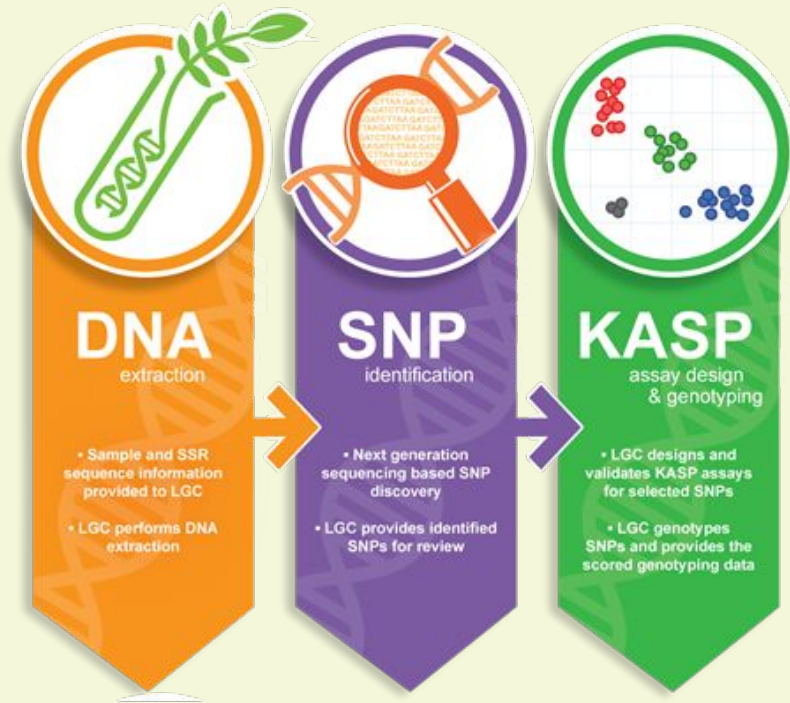 DNA
extraction
• Sample and SSR
sequence information
provided to LGC
• LGC performs DNA
extraction
SNP
identification
• Next generation
sequencing based SNP
discovery
• LGC provides identified
SNPs for review
KASP
assay design
& genotyping
• LGC designs and
validates KASP assays
for selected SNPs
• LGC genotypes
SNPs and provides the
scored genotyping data